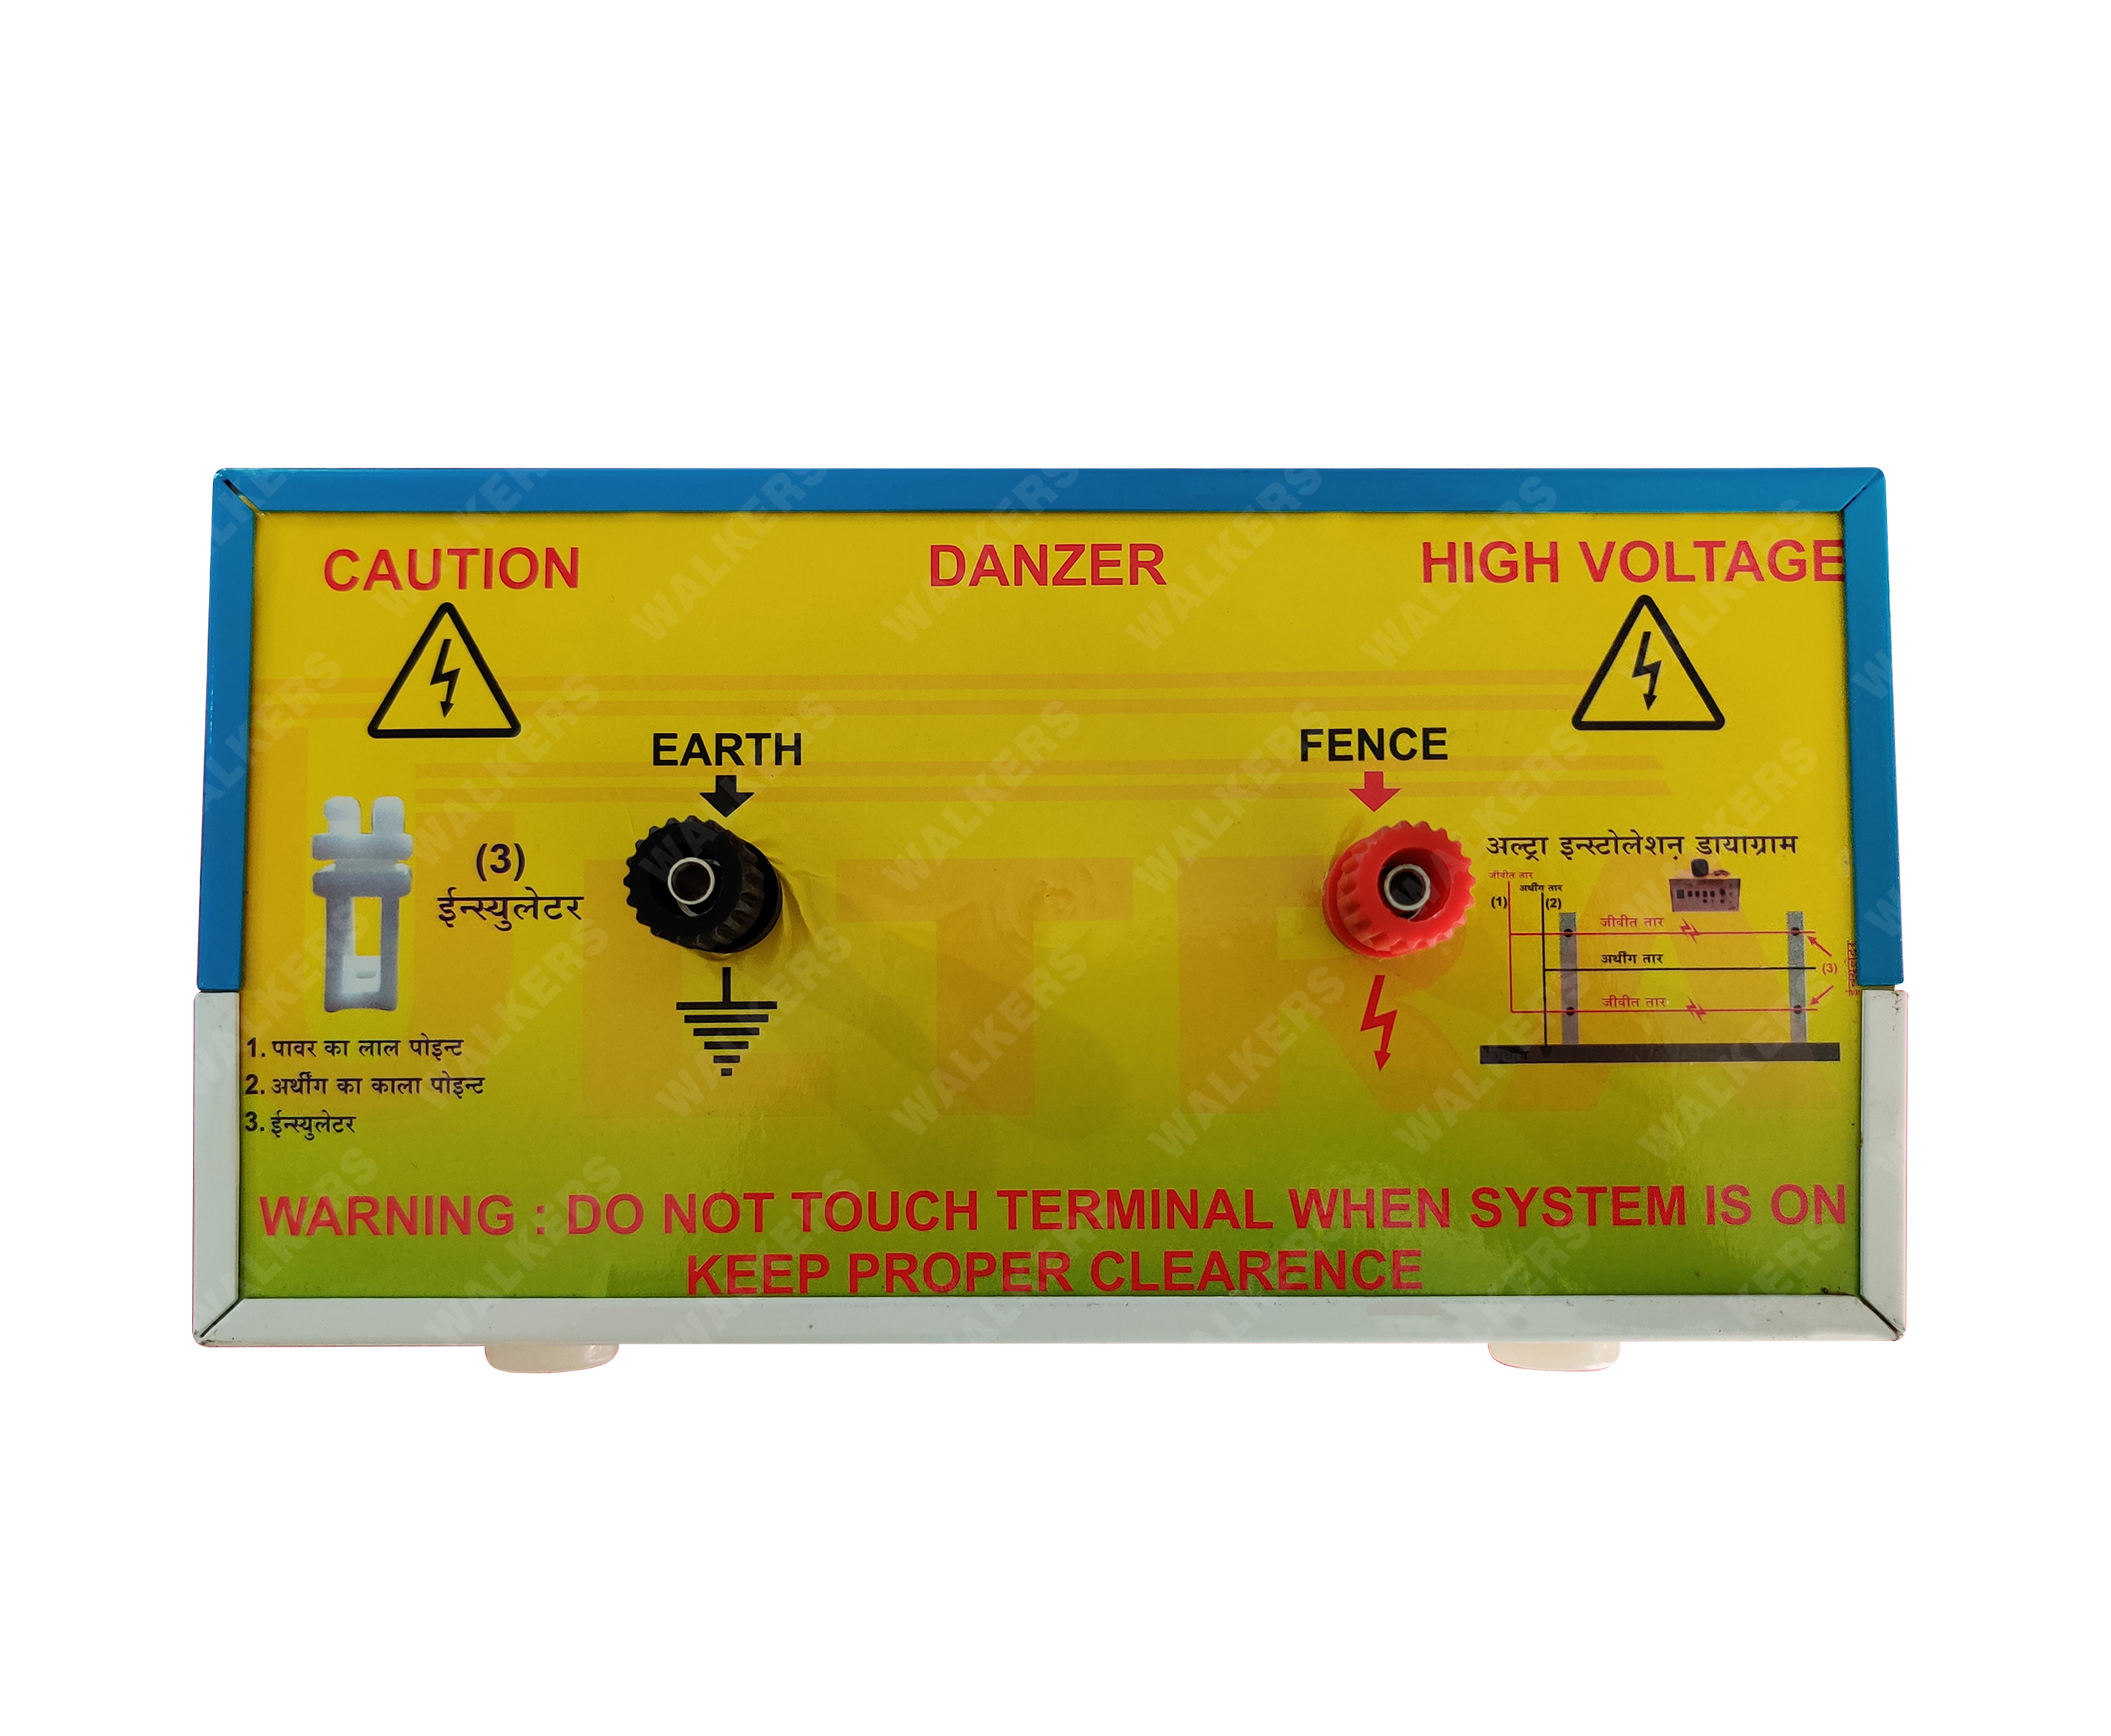 CAUTION DANZER HIGH VOLTAGE
EARTH
FENCE
(3)
ईन्स्युलेटर
अल्ट्रा इन्स्टोलेशन डायाग्राम
जीवीत तार
अर्थींग तार
(1)
(2)
जीवीत तार
अर्थींग तार
(3)
जीवीत तार
1. पावर का लाल पोइन्ट
2. अर्थींग का काला पोइन्ट
3. ईन्स्युलेटर
ULTRA
WARNING : DO NOT TOUCH TERMINAL WHEN SYSTEM IS ON
KEEP PROPER CLEARENCE
WALKERS